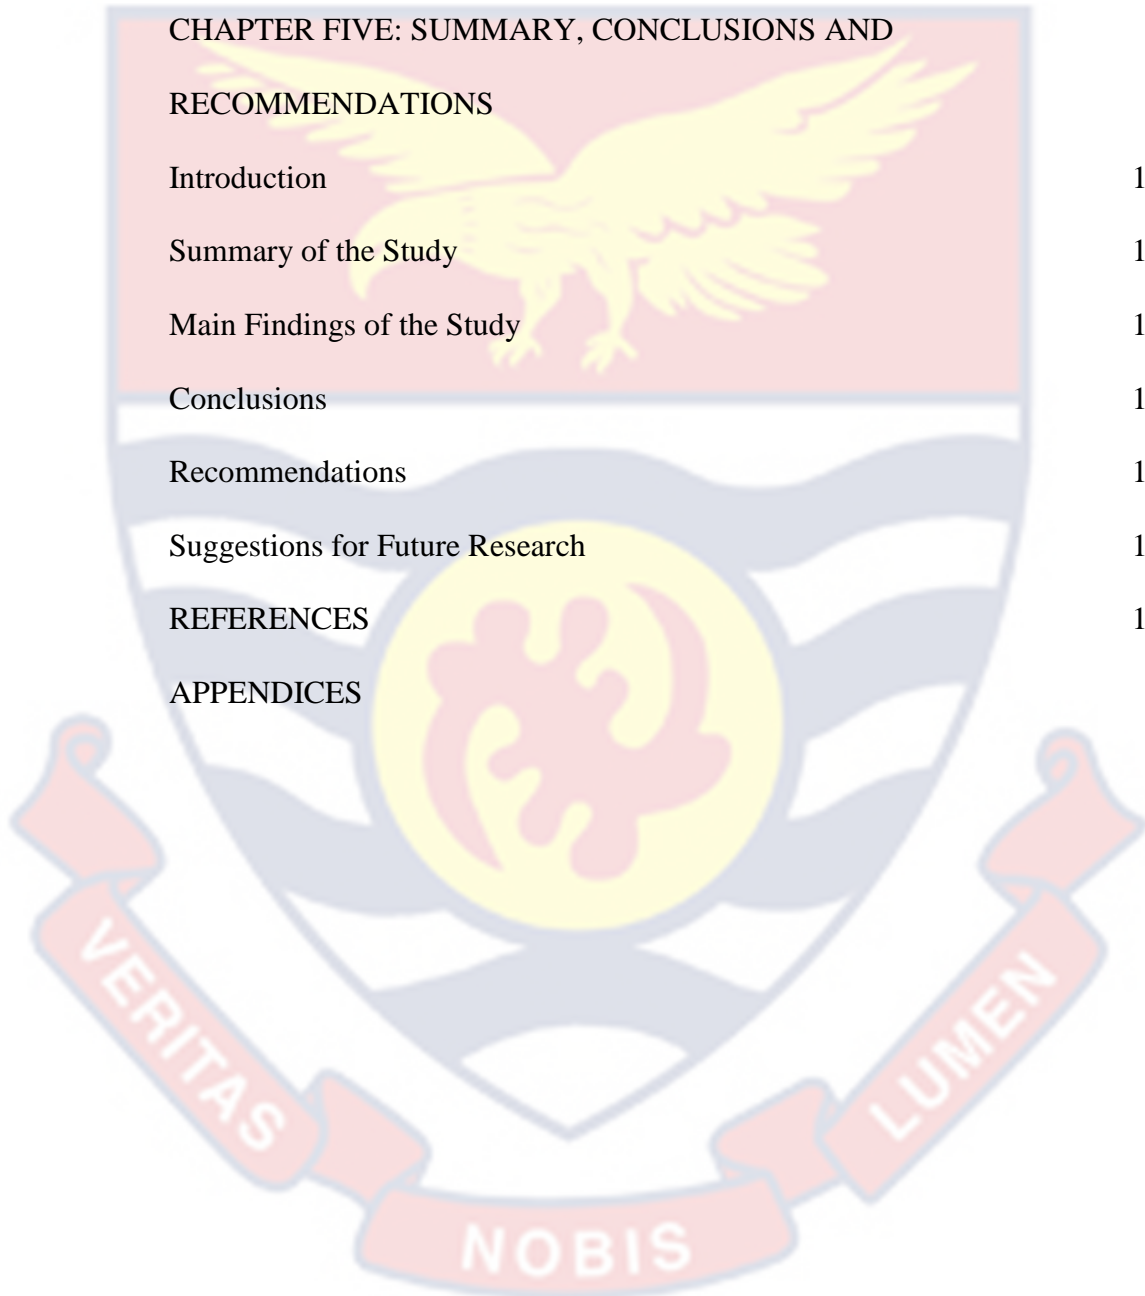 CHAPTER FIVE: SUMMARY, CONCLUSIONS AND
RECOMMENDATIONS
Introduction 1
Summary of the Study 1
Main Findings of the Study 1
Conclusions 1
Recommendations 1
Suggestions for Future Research 1
REFERENCES 1
APPENDICES
VERITAS
NOBIS
LUMEN